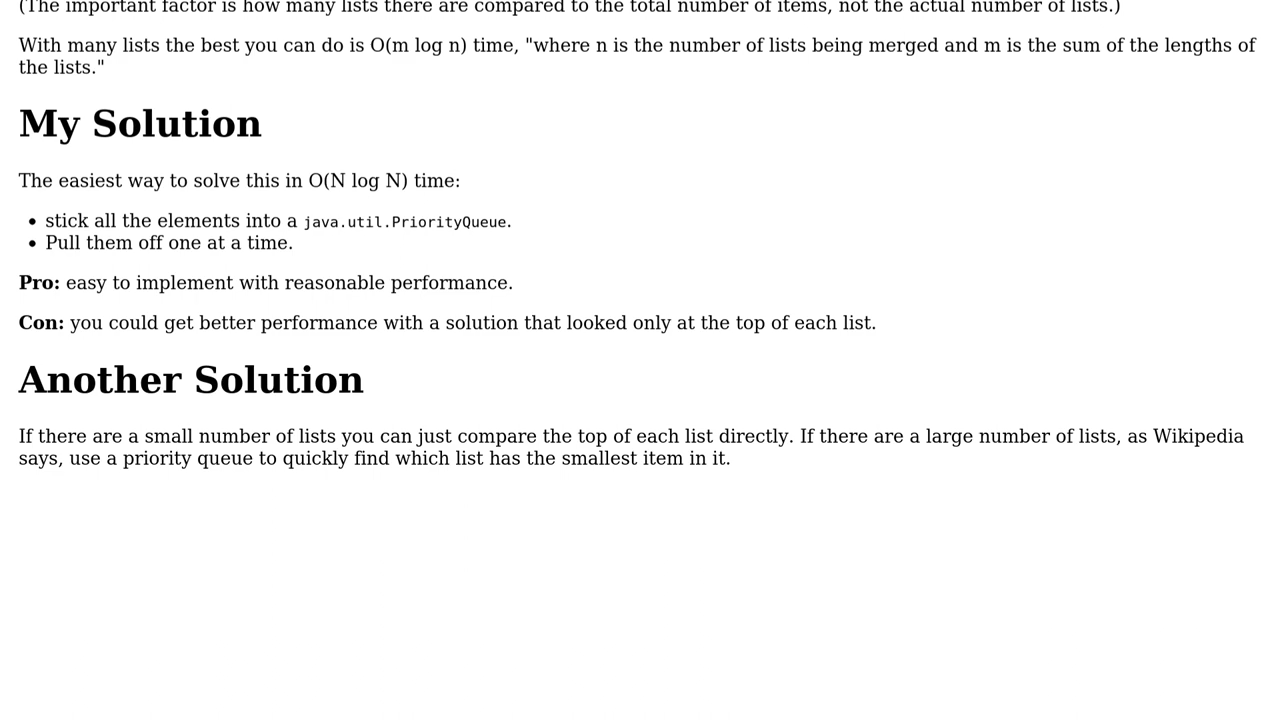 (The important factor is how many lists there are compared to the total number of items, not the actual number of lists.)
With many lists the best you can do is O(m log n) time, "where n is the number of lists being merged and m is the sum of the lengths of
the lists."
My Solution
The easiest way to solve this in O(N log N) time:
• stick all the elements into a java.util.PriorityQueue.
• Pull them off one at a time.
Pro: easy to implement with reasonable performance.
Con: you could get better performance with a solution that looked only at the top of each list.
Another Solution
If there are a small number of lists you can just compare the top of each list directly. If there are a large number of lists, as Wikipedia
says, use a priority queue to quickly find which list has the smallest item in it.